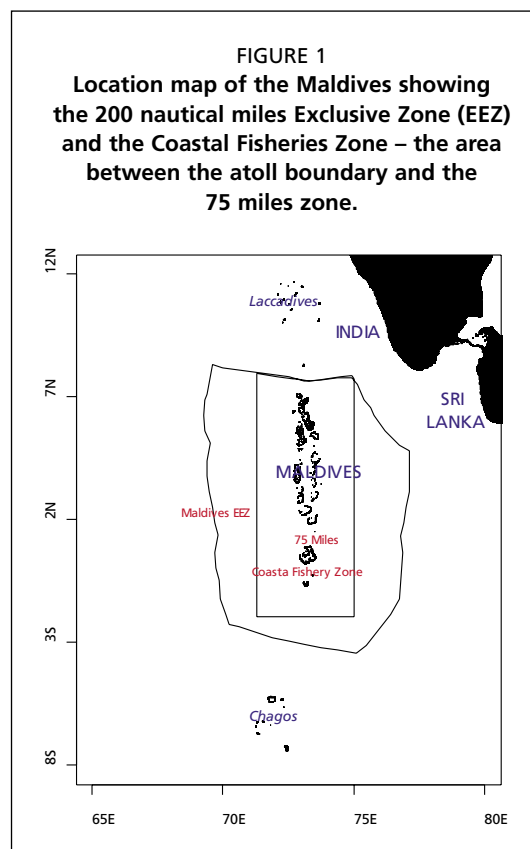 FIGURE 1
Location map of the Maldives showing
the 200 nautical miles Exclusive Zone (EEZ)
and the Coastal Fisheries Zone – the area
between the atoll boundary and the
75 miles zone.
12N
Laccadives
INDIA
7N
SRI
LANKA
MALDIVES
Maldives EEZ
2N
75 Miles
Coasta Fishery Zone
3S
Chagos
8S
65E 70E 75E 80E